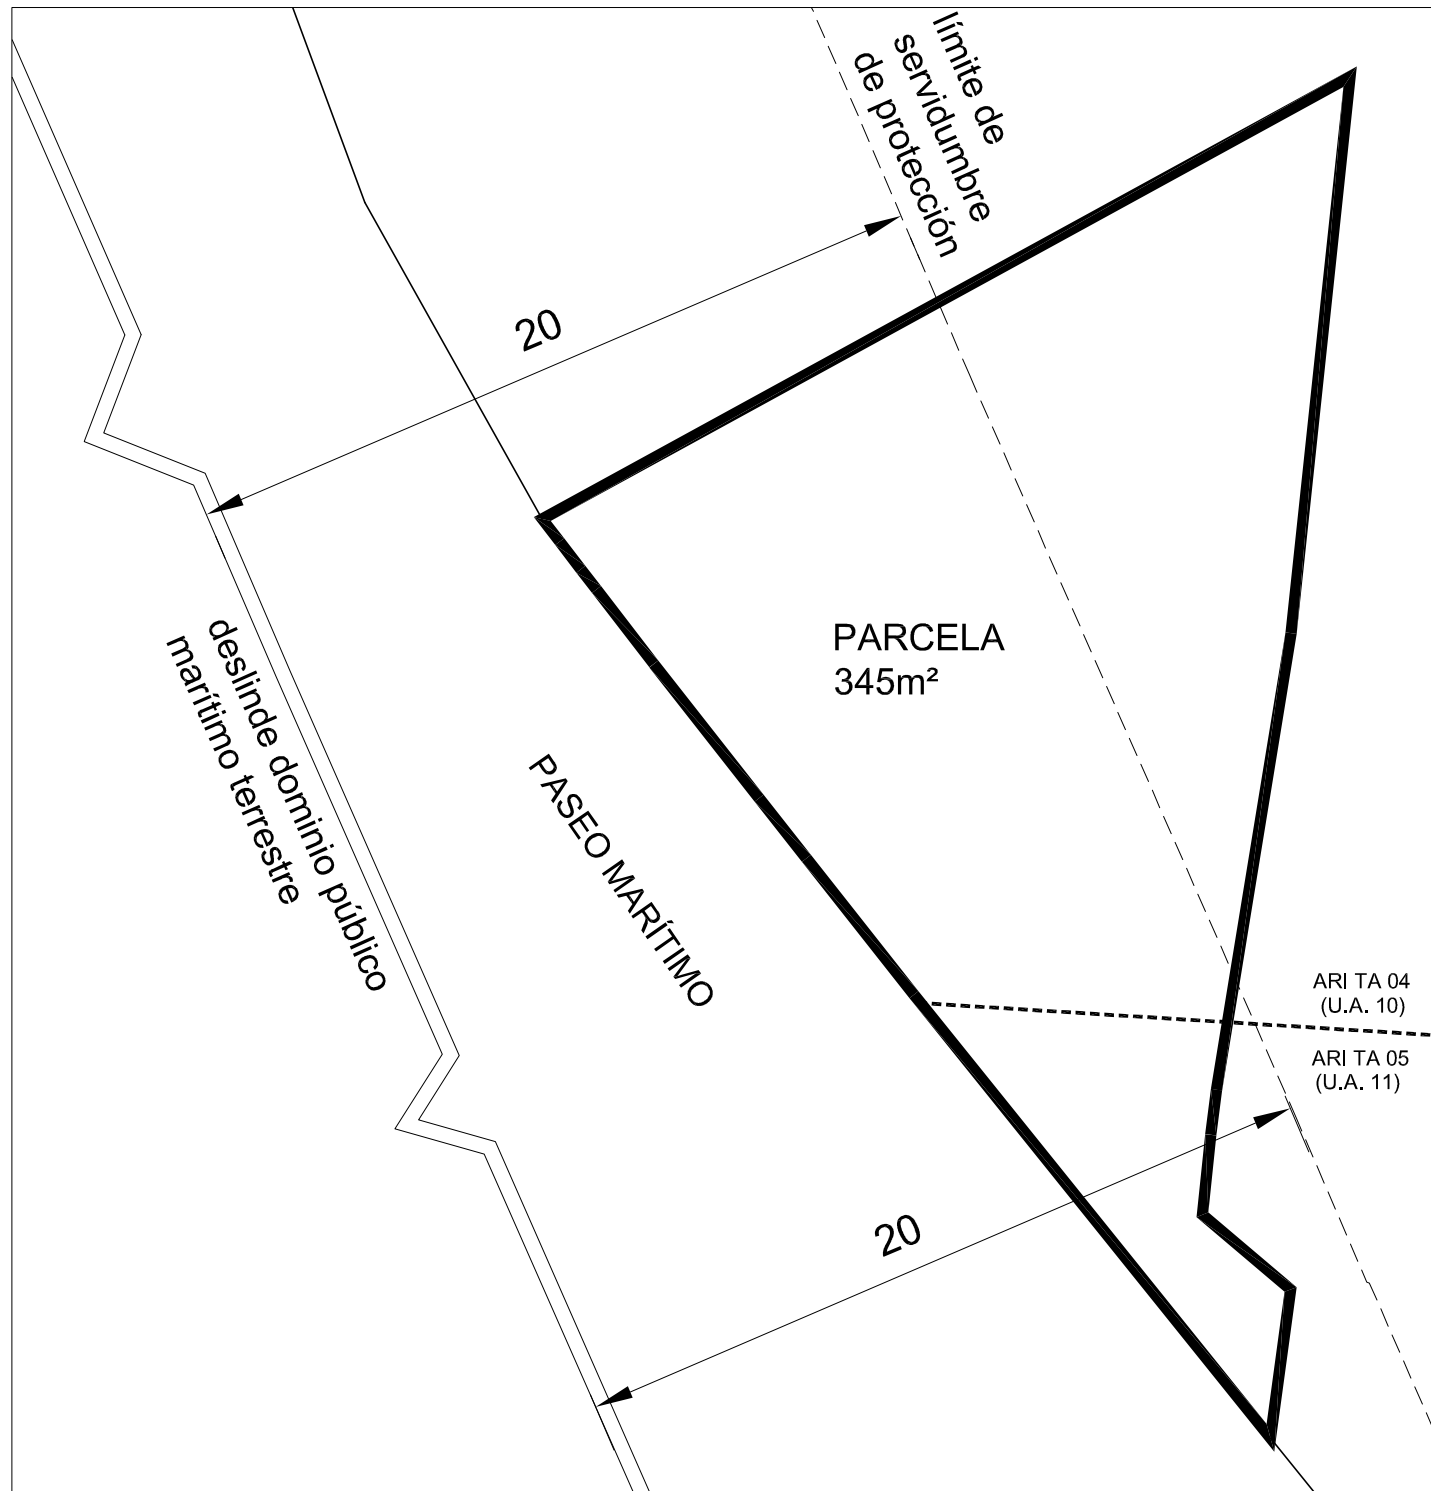 límite de
servidumbre
de protección
20
PARCELA
345m²
deslinde dominio público
marítimo terrestre
PASEO MARÍTIMO
ARI TA 04
(U.A. 10)
ARI TA 05
(U.A. 11)
20